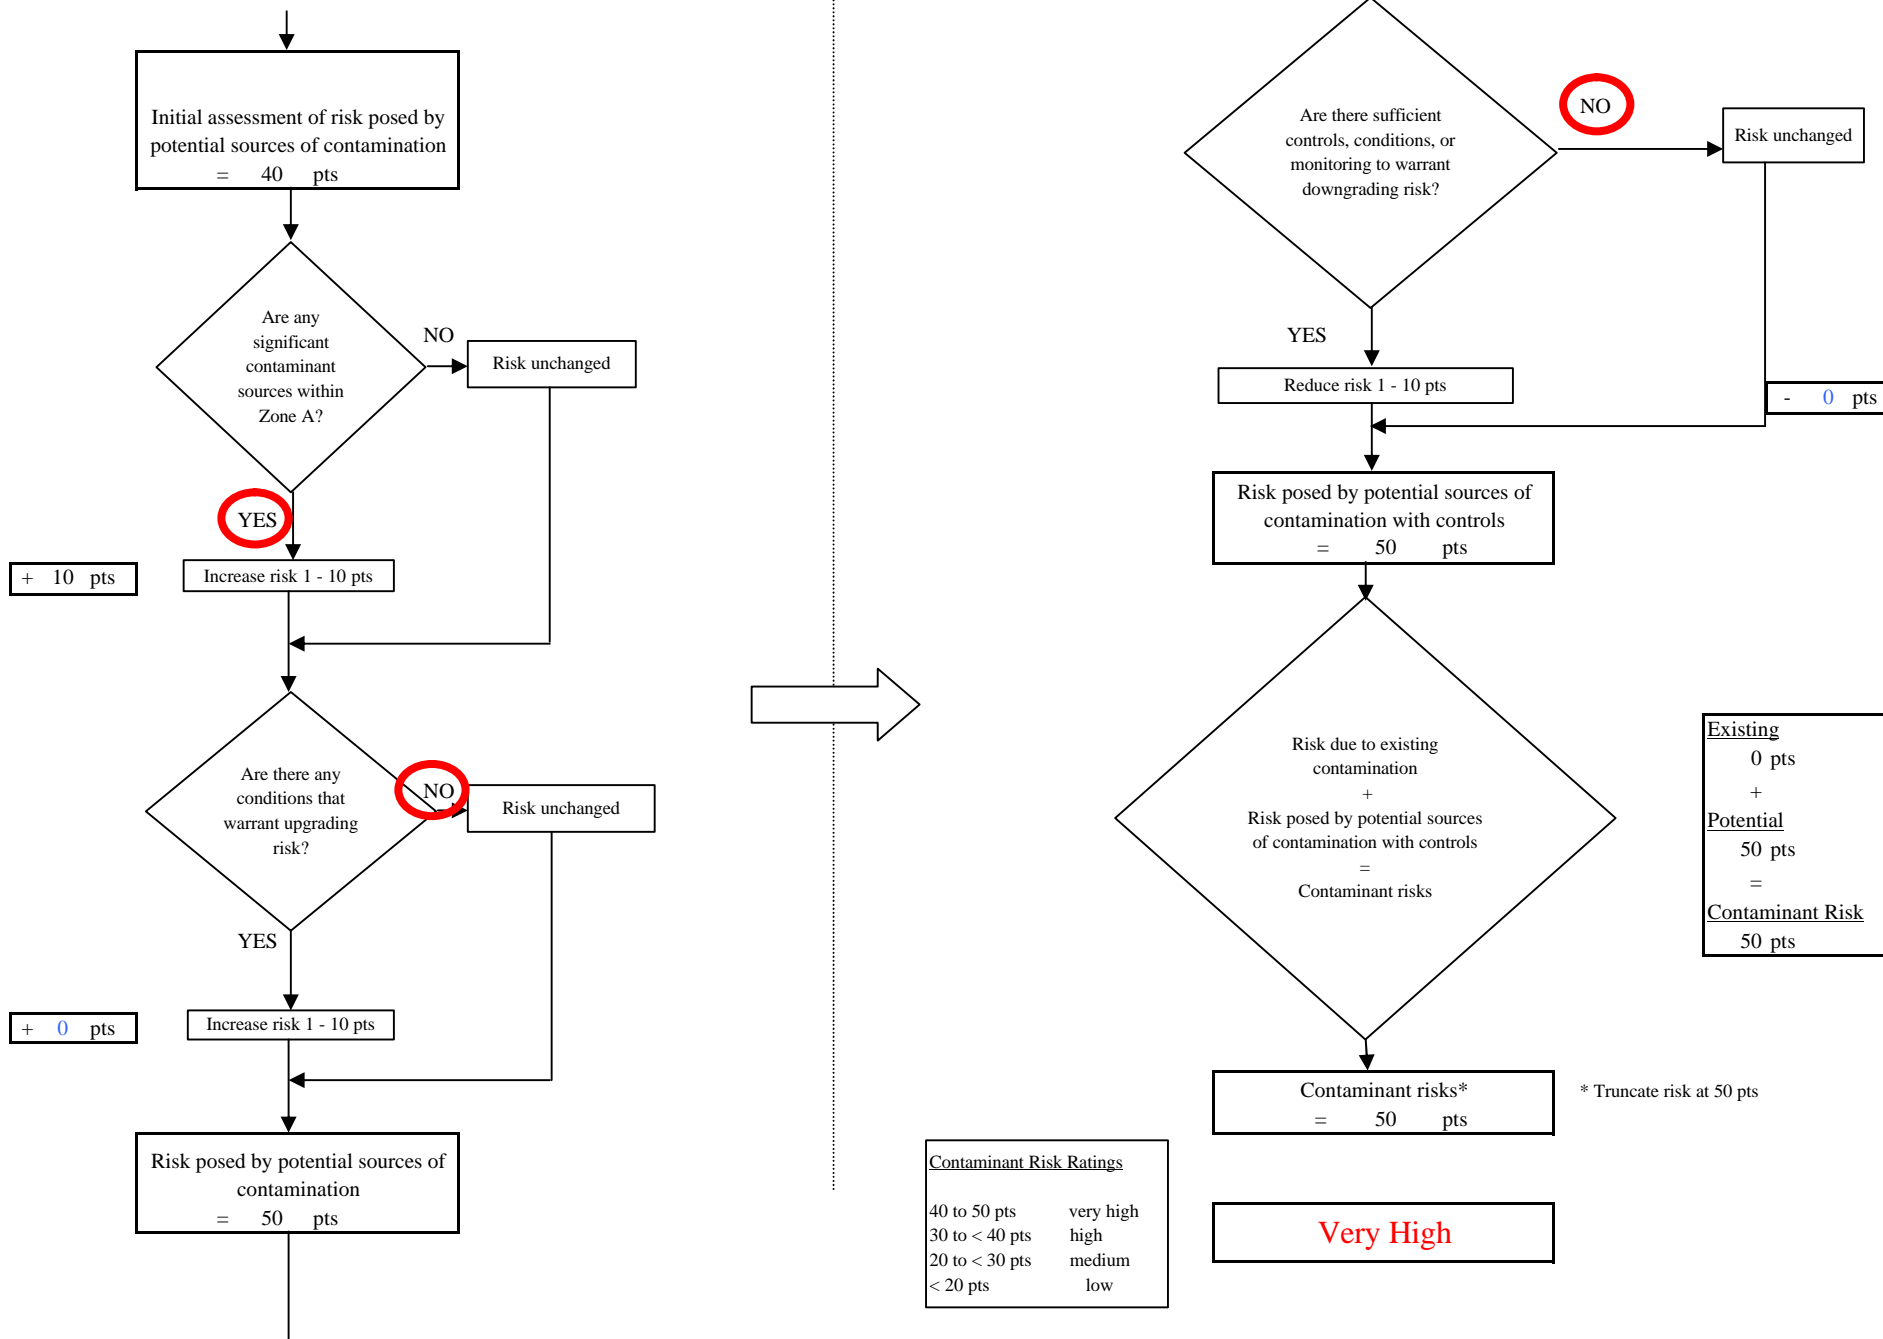 Initial assessment of risk posed by
potential sources of contamination
= 40 pts
Are any
significant
contaminant
sources within
Zone A?
NO
Risk unchanged
YES
+ 10 pts
Increase risk 1 - 10 pts
Are there any
conditions that
warrant upgrading
risk?
NO
Risk unchanged
YES
+ 0 pts
Increase risk 1 - 10 pts
Risk posed by potential sources of
contamination
= 50 pts
Are there sufficient
controls, conditions, or
monitoring to warrant
downgrading risk?
NO
Risk unchanged
YES
Reduce risk 1 - 10 pts
- 0 pts
Risk posed by potential sources of
contamination with controls
= 50 pts
Risk due to existing
contamination
+
Risk posed by potential sources
of contamination with controls
=
Contaminant risks
Existing
0 pts
+
Potential
50 pts
=
Contaminant Risk
50 pts
Contaminant risks*
= 50 pts
* Truncate risk at 50 pts
Contaminant Risk Ratings
40 to 50 pts very high
30 to < 40 pts high
20 to < 30 pts medium
< 20 pts low
Very High